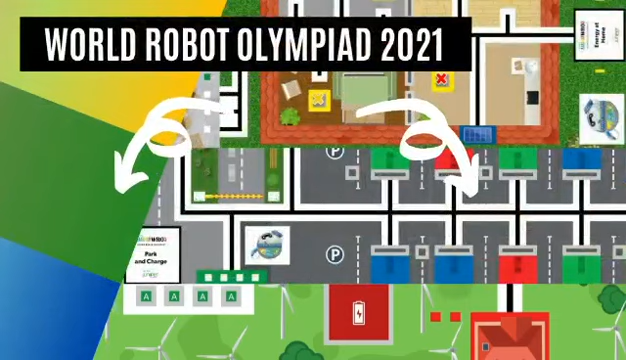 WORLD ROBOT OLYMPIAD 2021
Energy at
Home
P
P
Park
and Charge
A A A A